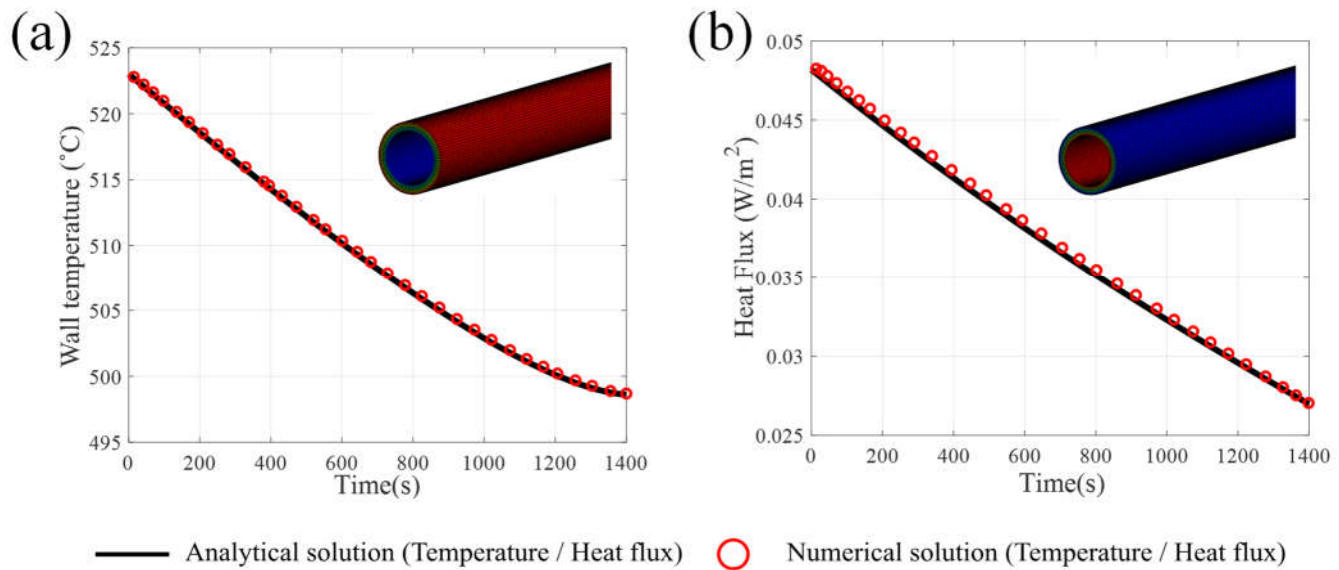 (a)
525
520
515
510
505
500
495
Wall temperature (˚C)
0 200 400 600 800 1000 1200 1400
Time(s)
(b)
0.05
0.045
0.04
0.035
0.03
0.025
Heat Flux (W/m²)
0 200 400 600 800 1000 1200 1400
Time(s)
Analytical solution (Temperature / Heat flux) Numerical solution (Temperature / Heat flux)